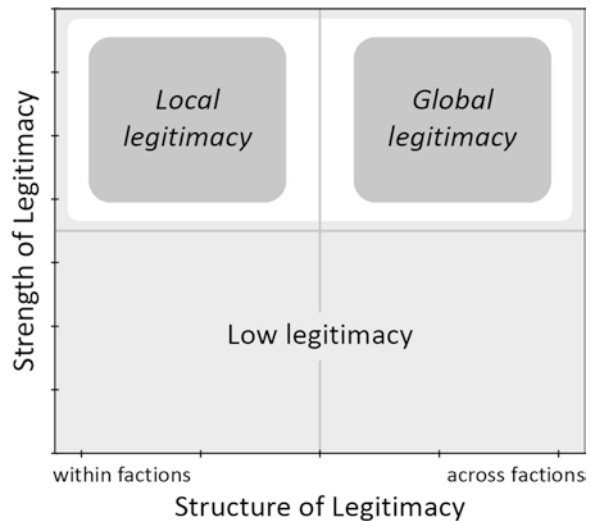 Local
legitimacy
Global
legitimacy
Strength of Legitimacy
Low legitimacy
within factions
across factions
Structure of Legitimacy